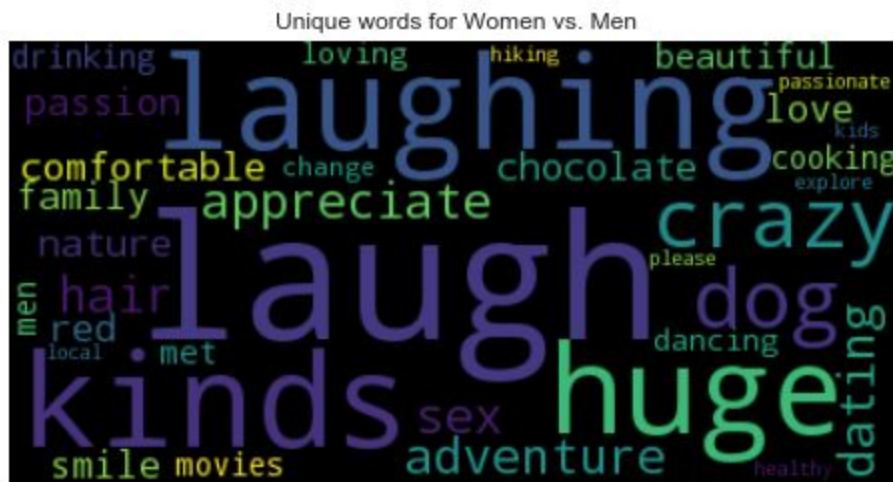 Unique words for Women vs. Men
drinking loving hiking beautiful
laughing
passion passionate
love
kids
comfortable change chocolate cooking
family appreciate explore
crazy
nature laugh please
men hair dog
red dancing
local met dating
kinds huge
sex
smile movies adventure healthy